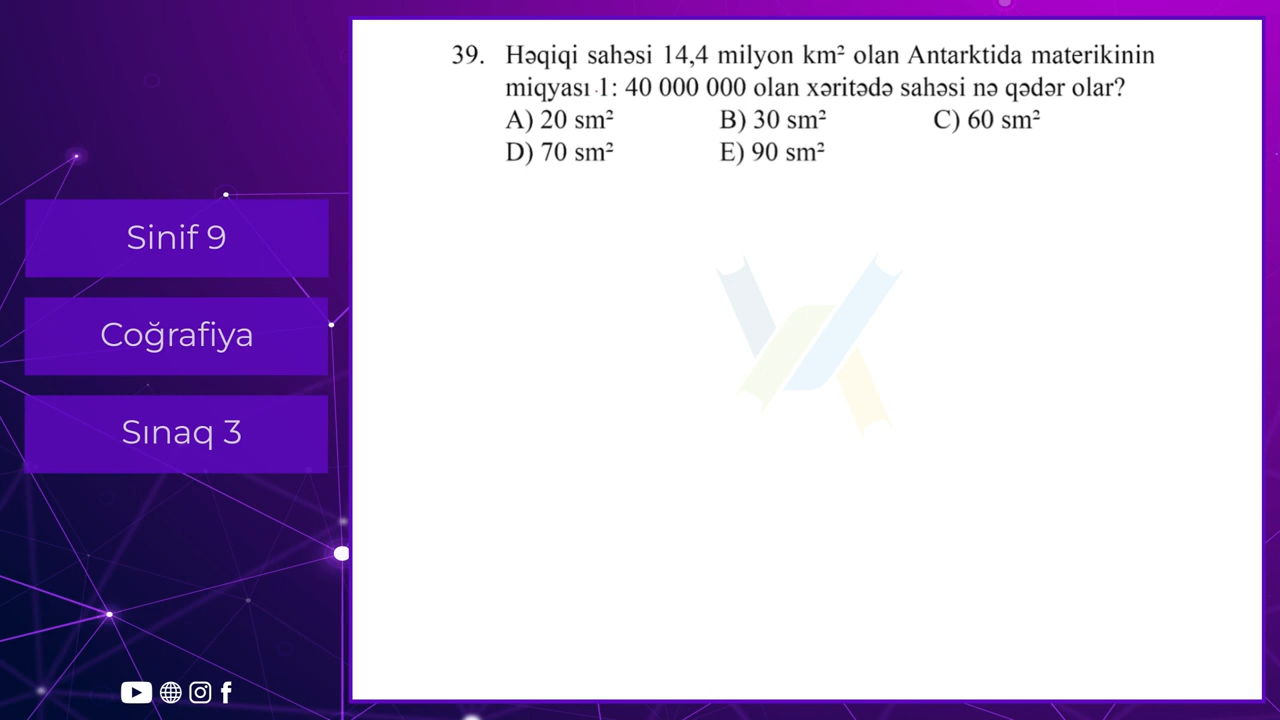 39. Həqiqi sahəsi 14,4 milyon km² olan Antarktida materikinin
miqyası 1: 40 000 000 olan xəritədə sahəsi nə qədər olar?
A) 20 sm² B) 30 sm² C) 60 sm²
D) 70 sm² E) 90 sm²
Sinif 9
Coğrafiya
Sınaq 3